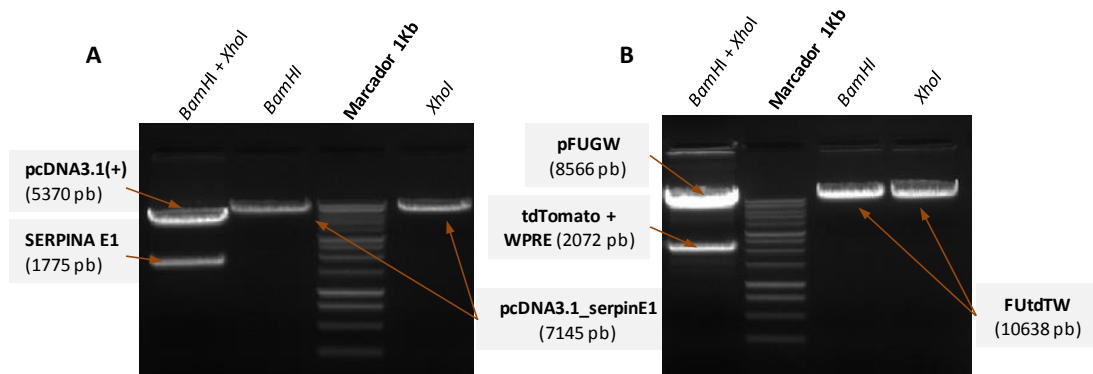 A
BamHI + XhoI
BamHI
Marcador 1Kb
XhoI
pcDNA3.1(+)
(5370 pb)
SERPINA E1
(1775 pb)
pcDNA3.1_serpinE1
(7145 pb)
B
BamHI + XhoI
Marcador 1Kb
BamHI
XhoI
pFUGW
(8566 pb)
tdTomato +
WPRE (2072 pb)
FUtdTW
(10638 pb)